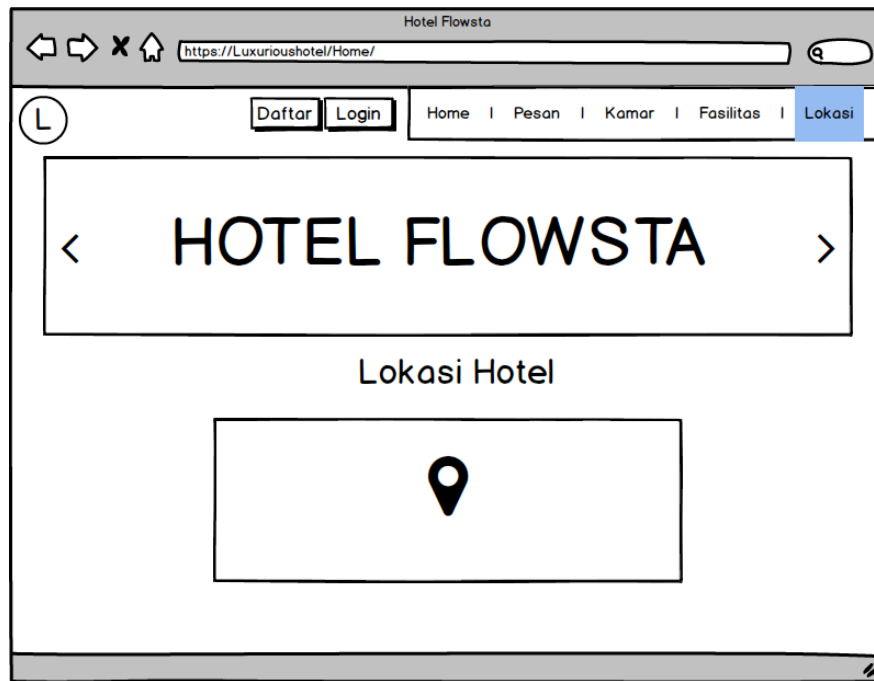 Hotel Flowsta
https://Luxurioushotel/Home/
L
Daftar Login Home I Pesan I Kamar I Fasilitas I Lokasi
HOTEL FLOWSTA
Lokasi Hotel